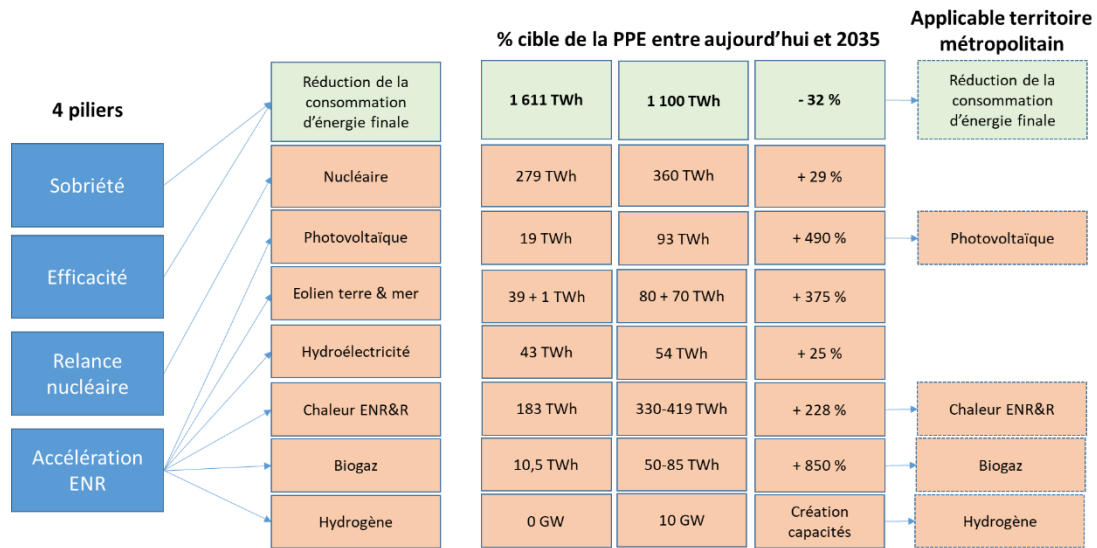 % cible de la PPE entre aujourd'hui et 2035
Applicable territoire
métropolitain
4 piliers
Sobriété
Efficacité
Relance
nucléaire
Accélération
ENR
Réduction de la
consommation
d'énergie finale
1 611 TWh
1 100 TWh
- 32 %
Réduction de la
consommation
d'énergie finale
Nucléaire
279 TWh
360 TWh
+ 29 %
Photovoltaïque
19 TWh
93 TWh
+ 490 %
Photovoltaïque
Eolien terre & mer
39 + 1 TWh
80 + 70 TWh
+ 375 %
Hydroélectricité
43 TWh
54 TWh
+ 25 %
Chaleur ENR&R
183 TWh
330-419 TWh
+ 228 %
Chaleur ENR&R
Biogaz
10,5 TWh
50-85 TWh
+ 850 %
Biogaz
Hydrogène
0 GW
10 GW
Création
capacités
Hydrogène